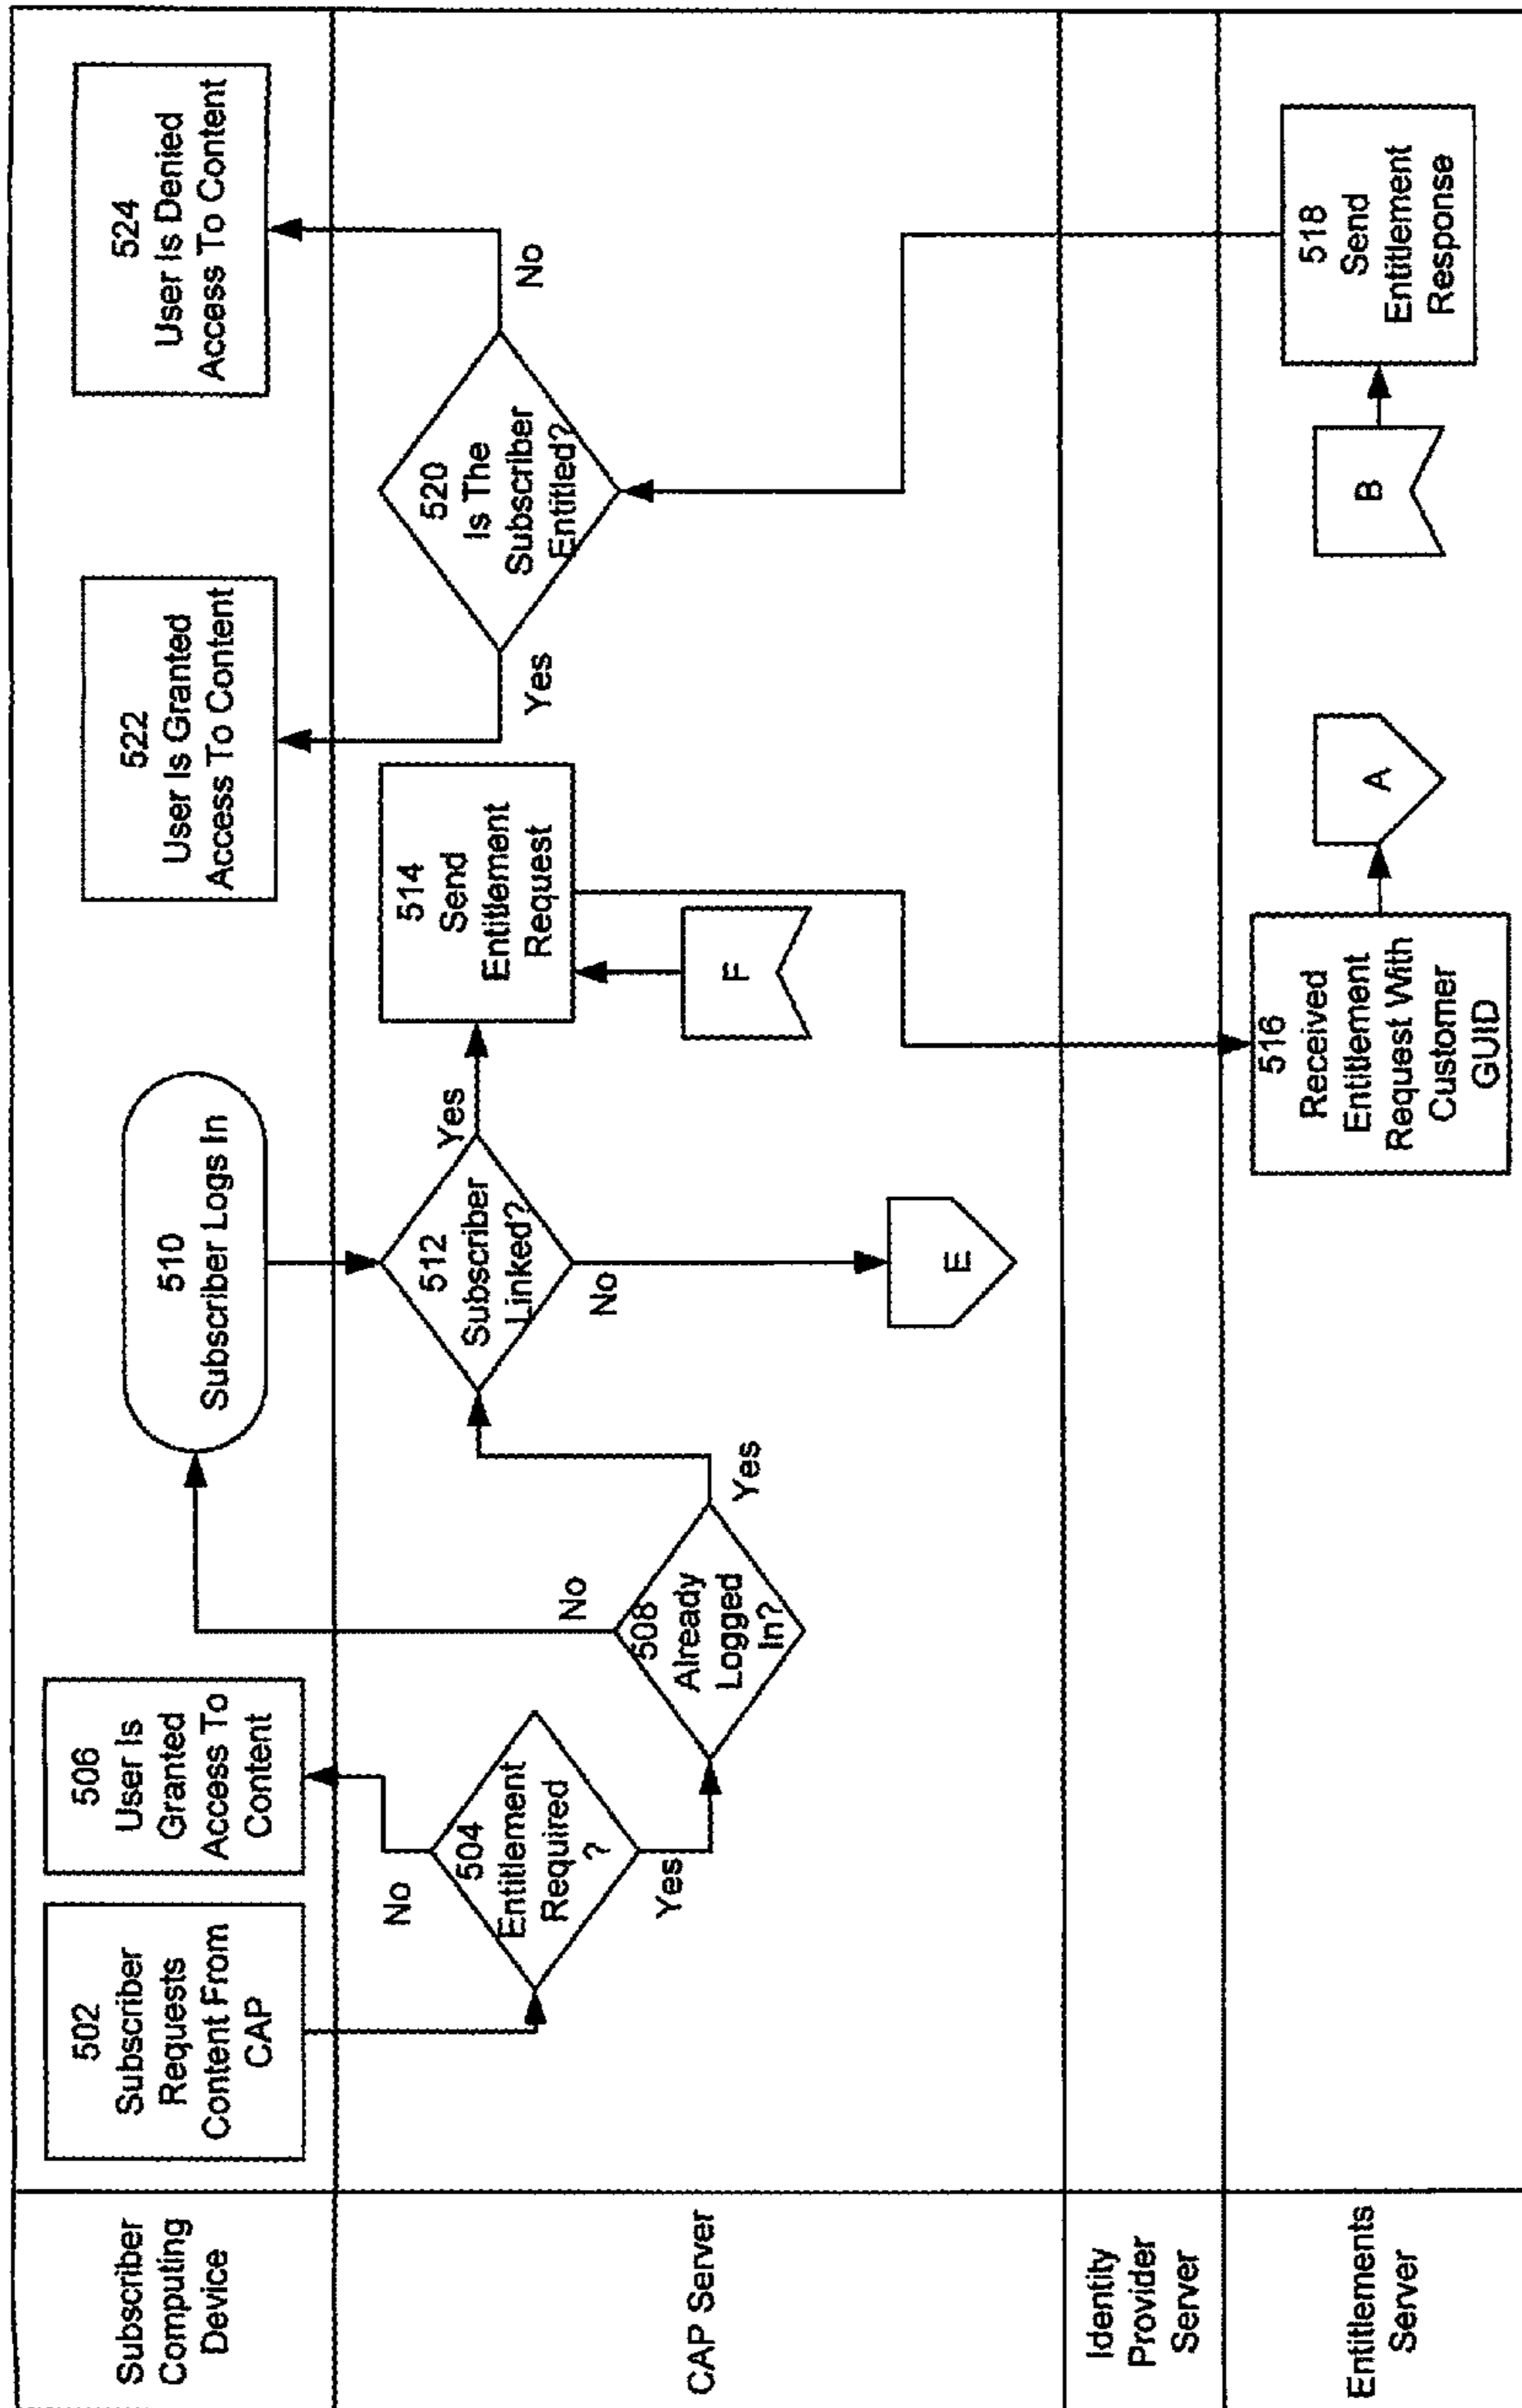 Subscriber
Computing
Device
502
Subscriber
Requests
Content From
CAP
506
User Is
Granted
Access To
Content
510
Subscriber Logs In
522
User Is Granted
Access To Content
524
User Is Denied
Access To Content
CAP Server
No
504
Entitlement
Required
?
Yes
No
508
Already
Logged
In?
Yes
512
Subscriber
Linked?
Yes
No
E
514
Send
Entitlement
Request
F
520
Is The
Subscriber
Entitled?
Yes
No
Identity
Provider
Server
Entitlements
Server
516
Received
Entitlement
Request With
Customer
GUID
A
B
518
Send
Entitlement
Response